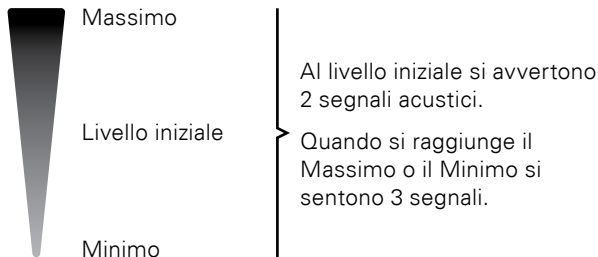 Massimo
Livello iniziale
Minimo
Al livello iniziale si avvertono
2 segnali acustici.
Quando si raggiunge il
Massimo o il Minimo si
sentono 3 segnali.